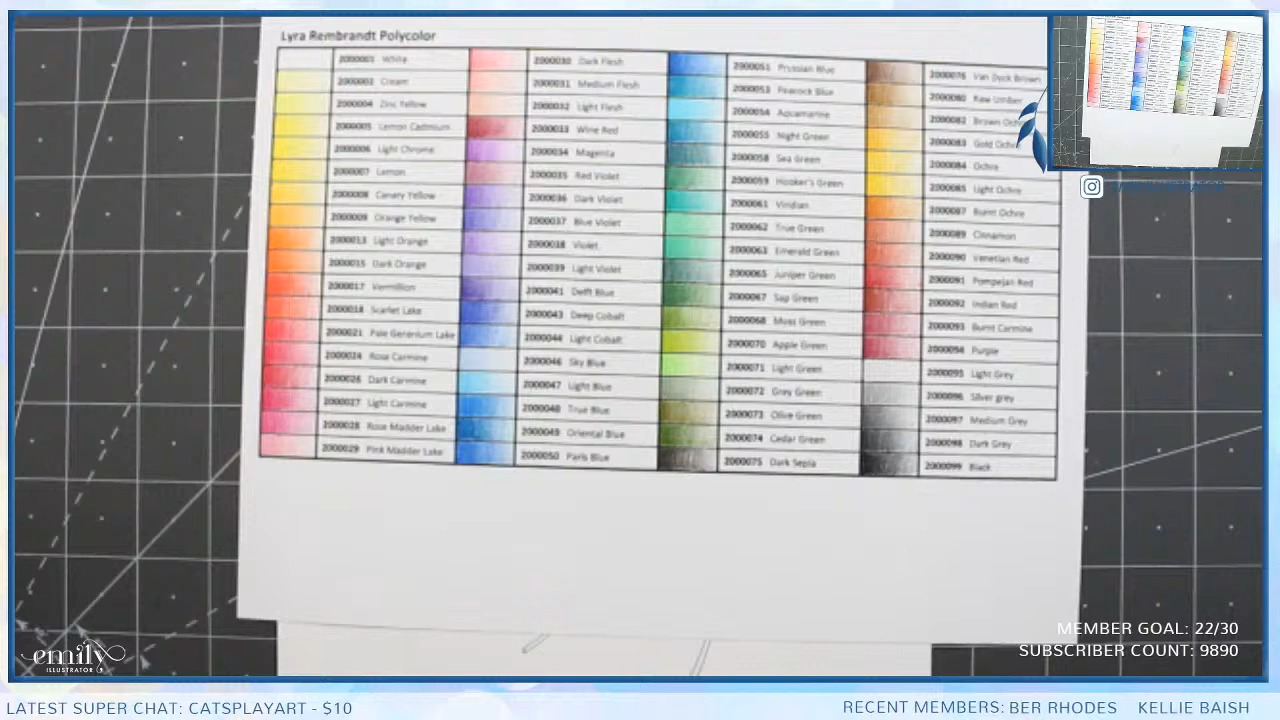 Lyra Rembrandt Polycolor
2000001 White
2000002 Cream
2000004 Zinc Yellow
2000005 Lemon Cadmium
2000006 Light Chrome
2000007 Lemon
2000008 Canary Yellow
2000009 Orange Yellow
2000013 Light Orange
2000015 Dark Orange
2000017 Vermillion
2000018 Scarlet Lake
2000021 Pale Geranium Lake
2000024 Rose Carmine
2000026 Dark Carmine
2000027 Light Carmine
2000028 Rose Madder Lake
2000029 Pink Madder Lake
2000030 Dark Flesh
2000031 Medium Flesh
2000032 Light Flesh
2000033 Wine Red
2000034 Magenta
2000035 Red Violet
2000036 Dark Violet
2000037 Blue Violet
2000038 Violet
2000039 Light Violet
2000041 Delft Blue
2000043 Deep Cobalt
2000044 Light Cobalt
2000046 Sky Blue
2000047 Light Blue
2000048 True Blue
2000049 Oriental Blue
2000050 Paris Blue
2000051 Prussian Blue
2000053 Peacock Blue
2000054 Aquamarine
2000055 Night Green
2000058 Sea Green
2000059 Hooker's Green
2000061 Viridian
2000062 True Green
2000063 Emerald Green
2000065 Juniper Green
2000067 Sap Green
2000068 Moss Green
2000070 Apple Green
2000071 Light Green
2000072 Grey Green
2000073 Olive Green
2000074 Cedar Green
2000075 Dark Sepia
2000076 Van Dyck Brown
2000080 Raw Umber
2000082 Brown
2000083 Gold
2000084 Ochre
2000085 Light Ochre
2000087 Burnt Ochre
2000089 Cinnamon
2000090 Venetian Red
2000091 Pompejan Red
2000092 Indian Red
2000093 Burnt Carmine
2000094 Purple
2000095 Light Grey
2000096 Silver grey
2000097 Medium Grey
2000098 Dark Grey
2000099 Black
emily
ILLUSTRATOR
MEMBER GOAL: 22/30
SUBSCRIBER COUNT: 9890
LATEST SUPER CHAT: CATSPLAYART - $10
RECENT MEMBERS: BER RHODES KELLIE BAISH